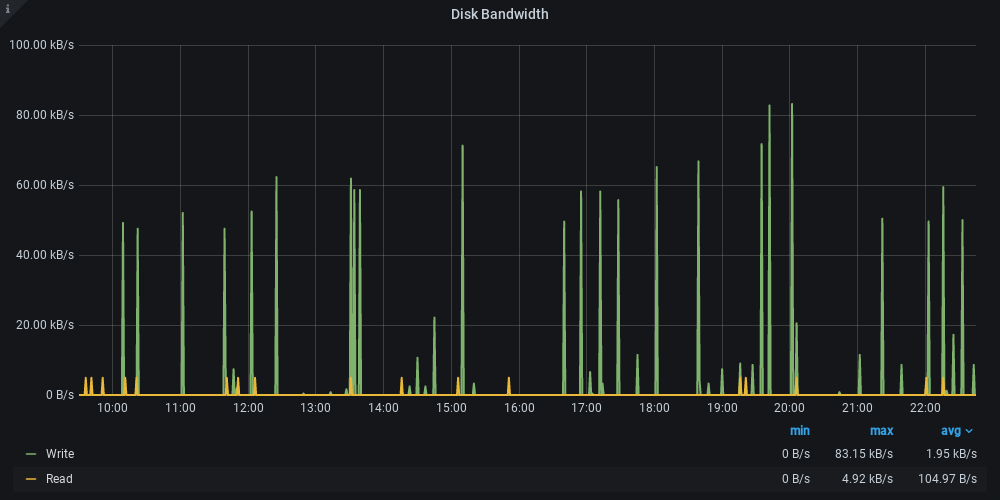 i
Disk Bandwidth
100.00 kB/s
80.00 kB/s
60.00 kB/s
40.00 kB/s
20.00 kB/s
0 B/s
10:00 11:00 12:00 13:00 14:00 15:00 16:00 17:00 18:00 19:00 20:00 21:00 22:00
min max avg
Write 0 B/s 83.15 kB/s 1.95 kB/s
Read 0 B/s 4.92 kB/s 104.97 B/s